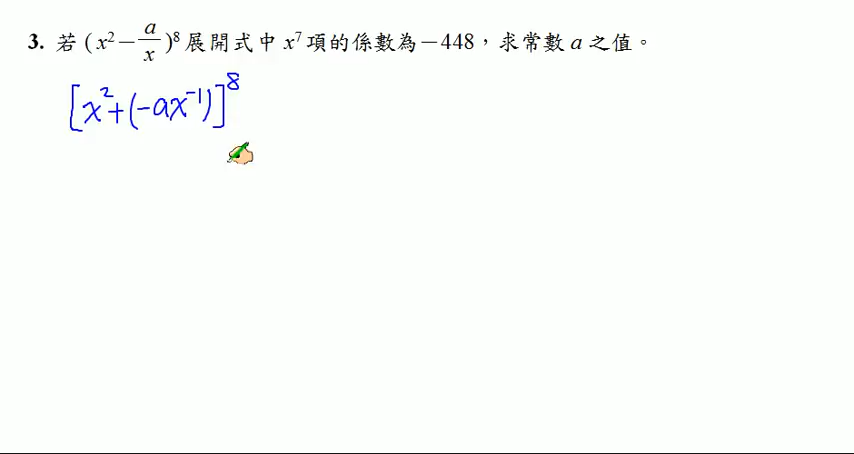 3. 若 (x²－a/x)⁸ 展開式中 x⁷ 項的係數為－448，求常數 a 之值。
[x²+(-ax⁻¹)]⁸